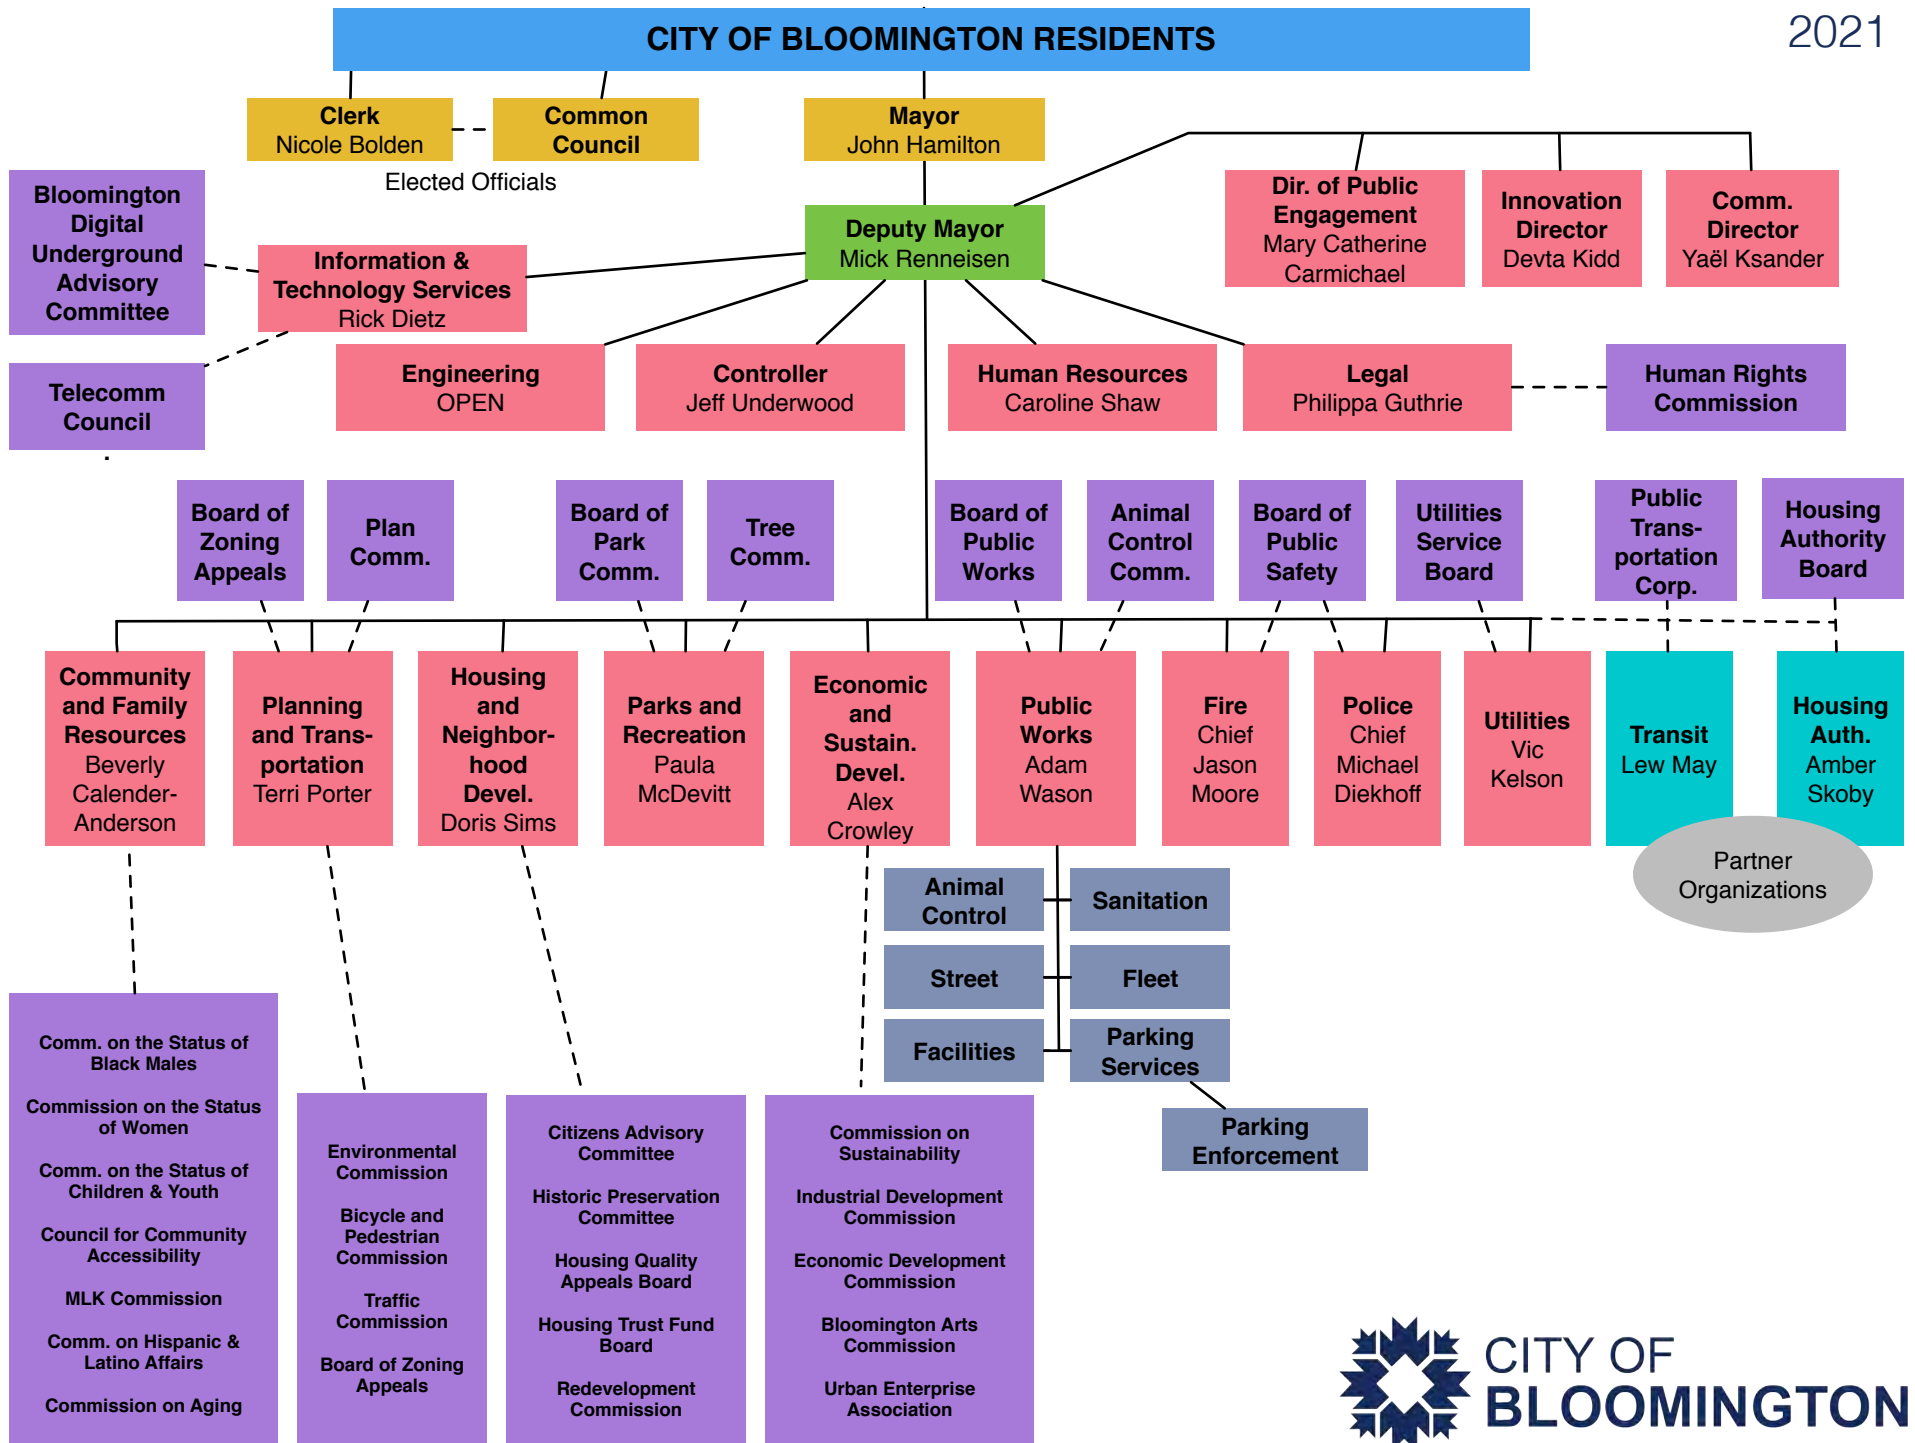 CITY OF BLOOMINGTON RESIDENTS
2021
Clerk
Nicole Bolden
Common
Council
Mayor
John Hamilton
Elected Officials
Bloomington
Digital
Underground
Advisory
Committee
Information &
Technology Services
Rick Dietz
Deputy Mayor
Mick Renneisen
Dir. of Public
Engagement
Mary Catherine
Carmichael
Innovation
Director
Devta Kidd
Comm.
Director
Yaël Ksander
Telecomm
Council
.
Engineering
OPEN
Controller
Jeff Underwood
Human Resources
Caroline Shaw
Legal
Philippa Guthrie
Human Rights
Commission
Board of
Zoning
Appeals
Plan
Comm.
Board of
Park
Comm.
Tree
Comm.
Board of
Public
Works
Animal
Control
Comm.
Board of
Public
Safety
Utilities
Service
Board
Public
Trans-
portation
Corp.
Housing
Authority
Board
Community
and Family
Resources
Beverly
Calender-
Anderson
Planning
and Trans-
portation
Terri Porter
Housing
and
Neighbor-
hood
Devel.
Doris Sims
Parks and
Recreation
Paula
McDevitt
Economic
and
Sustain.
Devel.
Alex
Crowley
Public
Works
Adam
Wason
Fire
Chief
Jason
Moore
Police
Chief
Michael
Diekhoff
Utilities
Vic
Kelson
Transit
Lew May
Housing
Auth.
Amber
Skoby
Partner
Organizations
Animal
Control
Sanitation
Street
Fleet
Facilities
Parking
Services
Parking
Enforcement
Comm. on the Status of
Black Males
Commission on the Status
of Women
Comm. on the Status of
Children & Youth
Council for Community
Accessibility
MLK Commission
Comm. on Hispanic &
Latino Affairs
Commission on Aging
Environmental
Commission
Bicycle and
Pedestrian
Commission
Traffic
Commission
Board of Zoning
Appeals
Citizens Advisory
Committee
Historic Preservation
Committee
Housing Quality
Appeals Board
Housing Trust Fund
Board
Redevelopment
Commission
Commission on
Sustainability
Industrial Development
Commission
Economic Development
Commission
Bloomington Arts
Commission
Urban Enterprise
Association
CITY OF
BLOOMINGTON